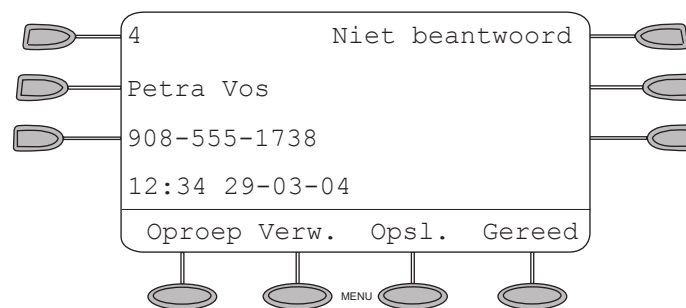 4 Niet beantwoord
Petra Vos
908-555-1738
12:34 29-03-04
Oproep Verw. Opsl. Gereed
MENU